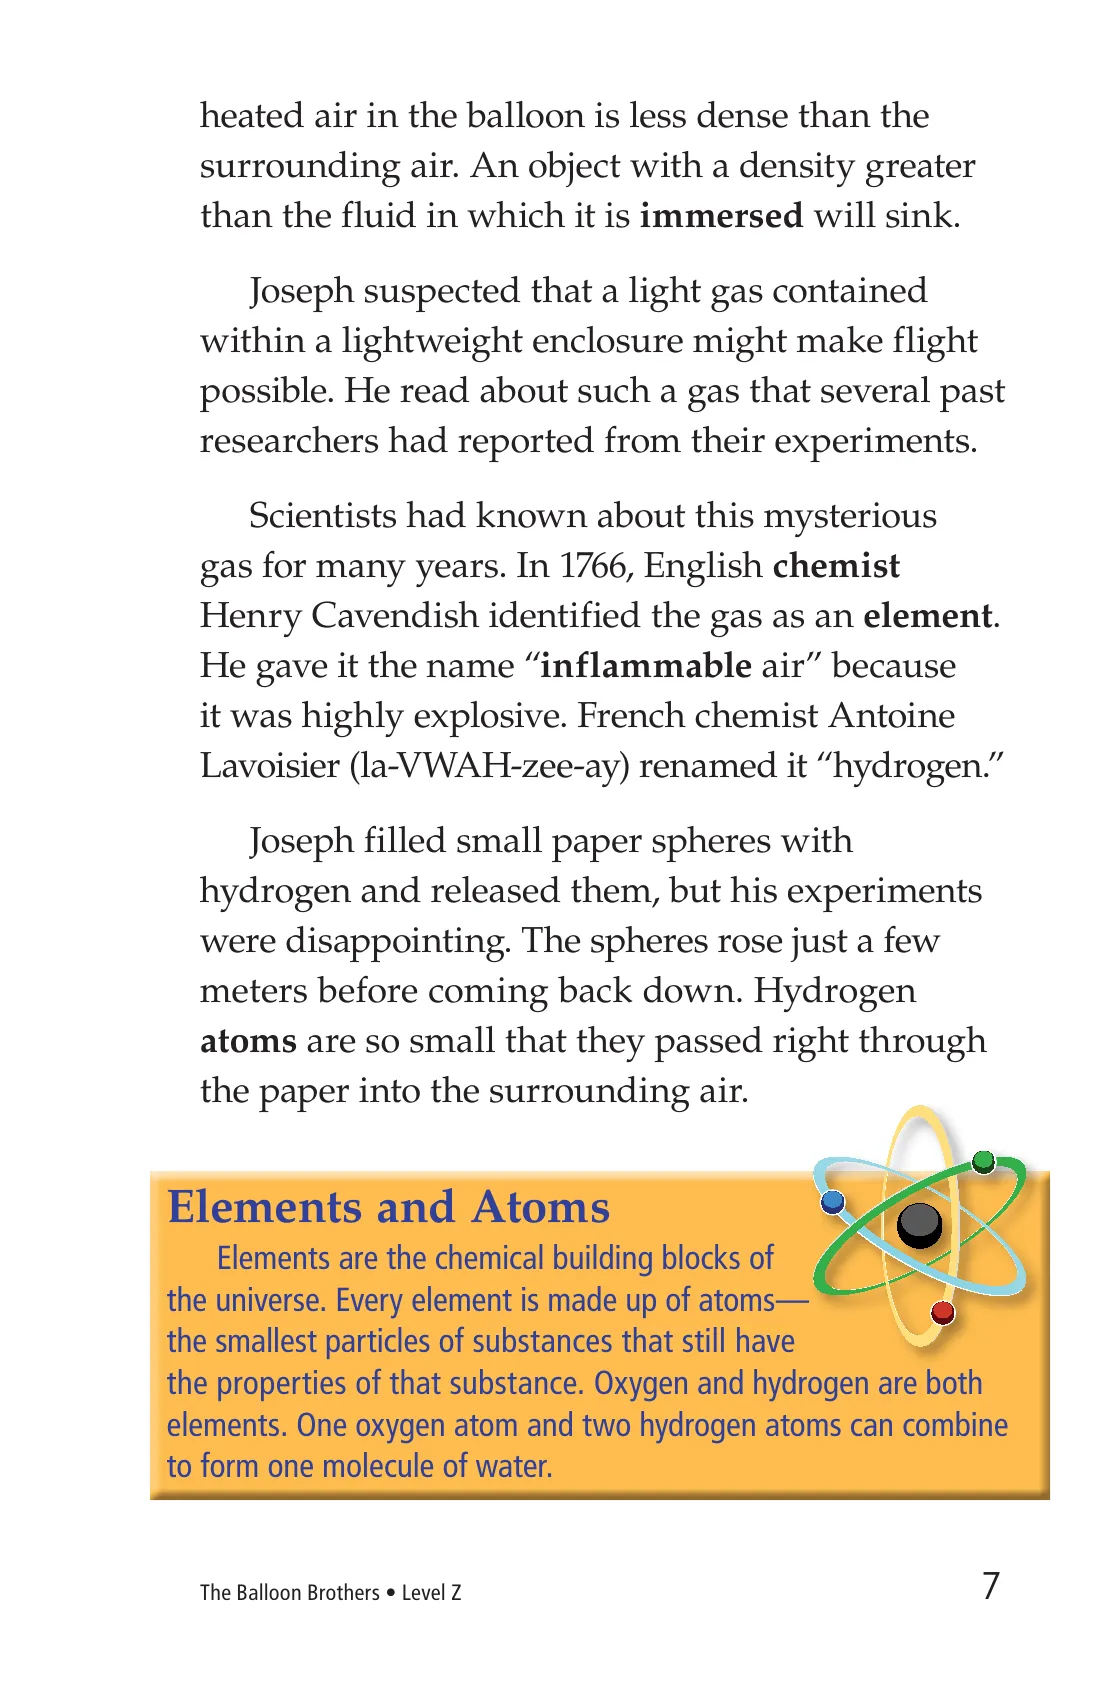 heated air in the balloon is less dense than the
surrounding air. An object with a density greater
than the fluid in which it is immersed will sink.
Joseph suspected that a light gas contained
within a lightweight enclosure might make flight
possible. He read about such a gas that several past
researchers had reported from their experiments.
Scientists had known about this mysterious
gas for many years. In 1766, English chemist
Henry Cavendish identified the gas as an element.
He gave it the name “inflammable air” because
it was highly explosive. French chemist Antoine
Lavoisier (la-VWAH-zee-ay) renamed it “hydrogen.”
Joseph filled small paper spheres with
hydrogen and released them, but his experiments
were disappointing. The spheres rose just a few
meters before coming back down. Hydrogen
atoms are so small that they passed right through
the paper into the surrounding air.
Elements and Atoms
Elements are the chemical building blocks of
the universe. Every element is made up of atoms—
the smallest particles of substances that still have
the properties of that substance. Oxygen and hydrogen are both
elements. One oxygen atom and two hydrogen atoms can combine
to form one molecule of water.
The Balloon Brothers • Level Z
7